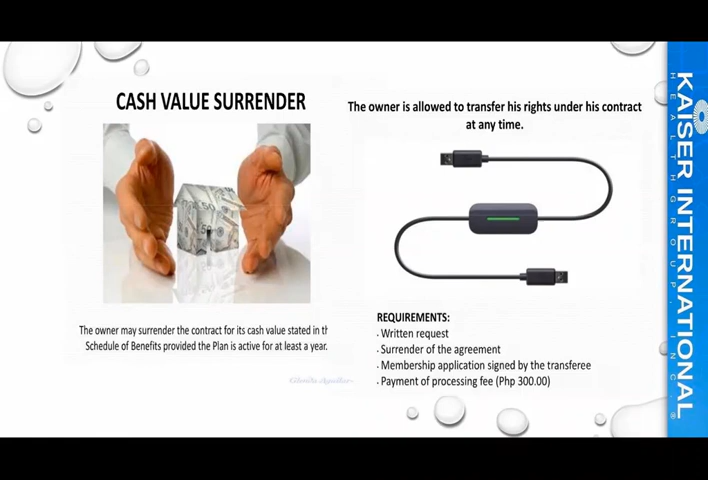 CASH VALUE SURRENDER
The owner may surrender the contract for its cash value stated in th
Schedule of Benefits provided the Plan is active for at least a year.
The owner is allowed to transfer his rights under his contract
at any time.
REQUIREMENTS:
. Written request
. Surrender of the agreement
. Membership application signed by the transferee
. Payment of processing fee (Php 300.00)
KAISER INTERNATIONAL
HEALTH GROUP, INC.®